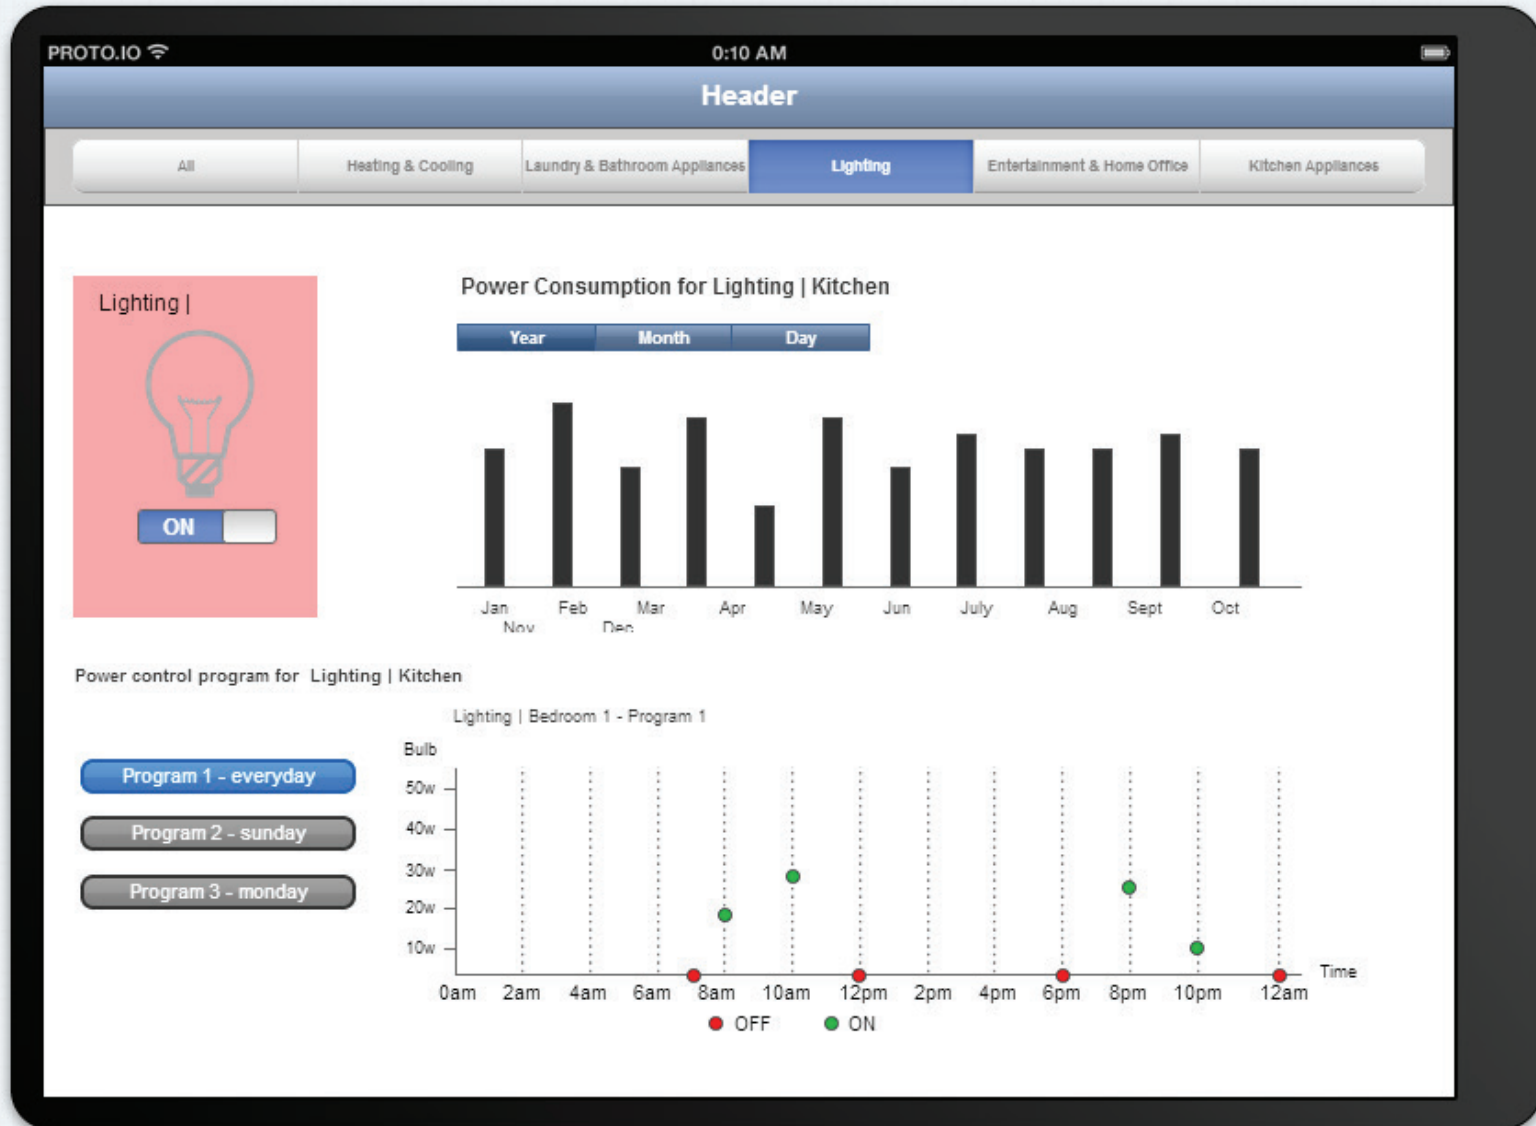 PROTO.IO 0:10 AM
Header
All Heating & Cooling Laundry & Bathroom Appliances Lighting Entertainment & Home Office Kitchen Appliances
Lighting |
ON
Power Consumption for Lighting | Kitchen
Year Month Day
Jan Feb Mar Apr May Jun July Aug Sept Oct
Nov Dec
Power control program for Lighting | Kitchen
Program 1 - everyday
Program 2 - sunday
Program 3 - monday
Lighting | Bedroom 1 - Program 1
Bulb
50w
40w
30w
20w
10w
Time
0am 2am 4am 6am 8am 10am 12pm 2pm 4pm 6pm 8pm 10pm 12am
OFF ON